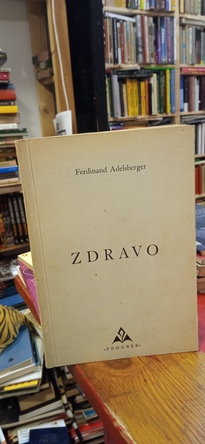 Ferdinand Adelsberger
ZDRAVO
»PROGRES«